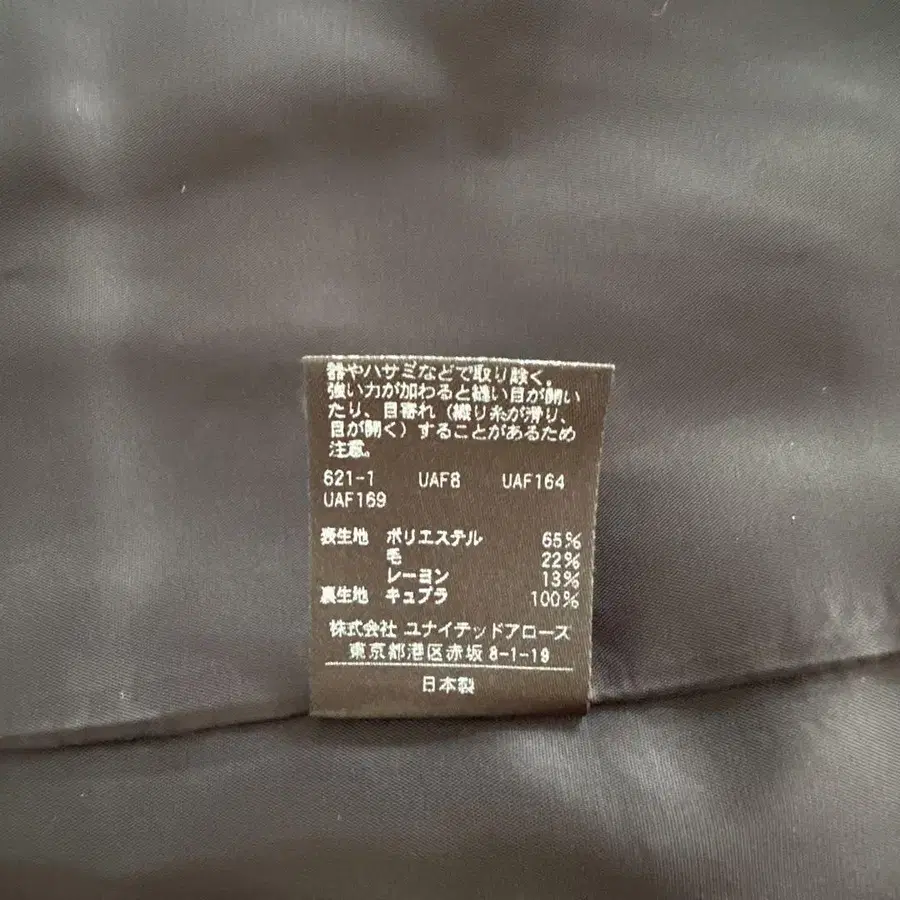 器やハサミなどで取り除く。
強い力が加わると縫い目が開い
たり、目寄れ（織り糸が滑り、
目が開く）することがあるため
注意。
621-1 UAF8 UAF164
UAF169
表生地 ポリエステル 65%
毛 22%
レーヨン 13%
裏生地 キュプラ 100%
株式会社 ユナイテッドアローズ
東京都港区赤坂 8-1-19
日本製